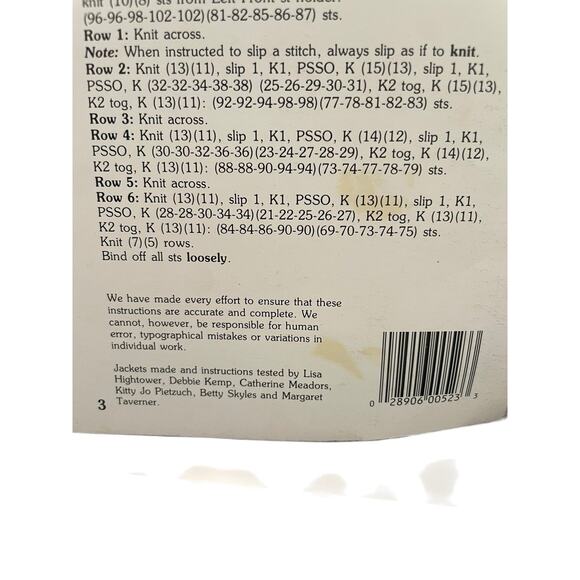 knit (10)(8) sts from Left Front st holder:
(96-96-98-102-102)(81-82-85-86-87) sts.
Row 1: Knit across.
Note: When instructed to slip a stitch, always slip as if to knit.
Row 2: Knit (13)(11), slip 1, K1, PSSO, K (15)(13), slip 1, K1,
PSSO, K (32-32-34-38-38) (25-26-29-30-31), K2 tog, K (15)(13),
K2 tog, K (13)(11): (92-92-94-98-98)(77-78-81-82-83) sts.
Row 3: Knit across.
Row 4: Knit (13)(11), slip 1, K1, PSSO, K (14)(12), slip 1, K1,
PSSO, K (30-30-32-36-36)(23-24-27-28-29), K2 tog, K (14)(12),
K2 tog, K (13)(11): (88-88-90-94-94)(73-74-77-78-79) sts.
Row 5: Knit across.
Row 6: Knit (13)(11), slip 1, K1, PSSO, K (13)(11), slip 1, K1,
PSSO, K (28-28-30-34-34)(21-22-25-26-27), K2 tog, K (13)(11),
K2 tog, K (13)(11): (84-84-86-90-90)(69-70-73-74-75) sts.
Knit (7)(5) rows.
Bind off all sts loosely.
We have made every effort to ensure that these
instructions are accurate and complete. We
cannot, however, be responsible for human
error, typographical mistakes or variations in
individual work.
Jackets made and instructions tested by Lisa
Hightower, Debbie Kemp, Catherine Meadors,
Kitty Jo Pietzuch, Betty Skyles and Margaret
Taverner.
3
0 28906 00523 3